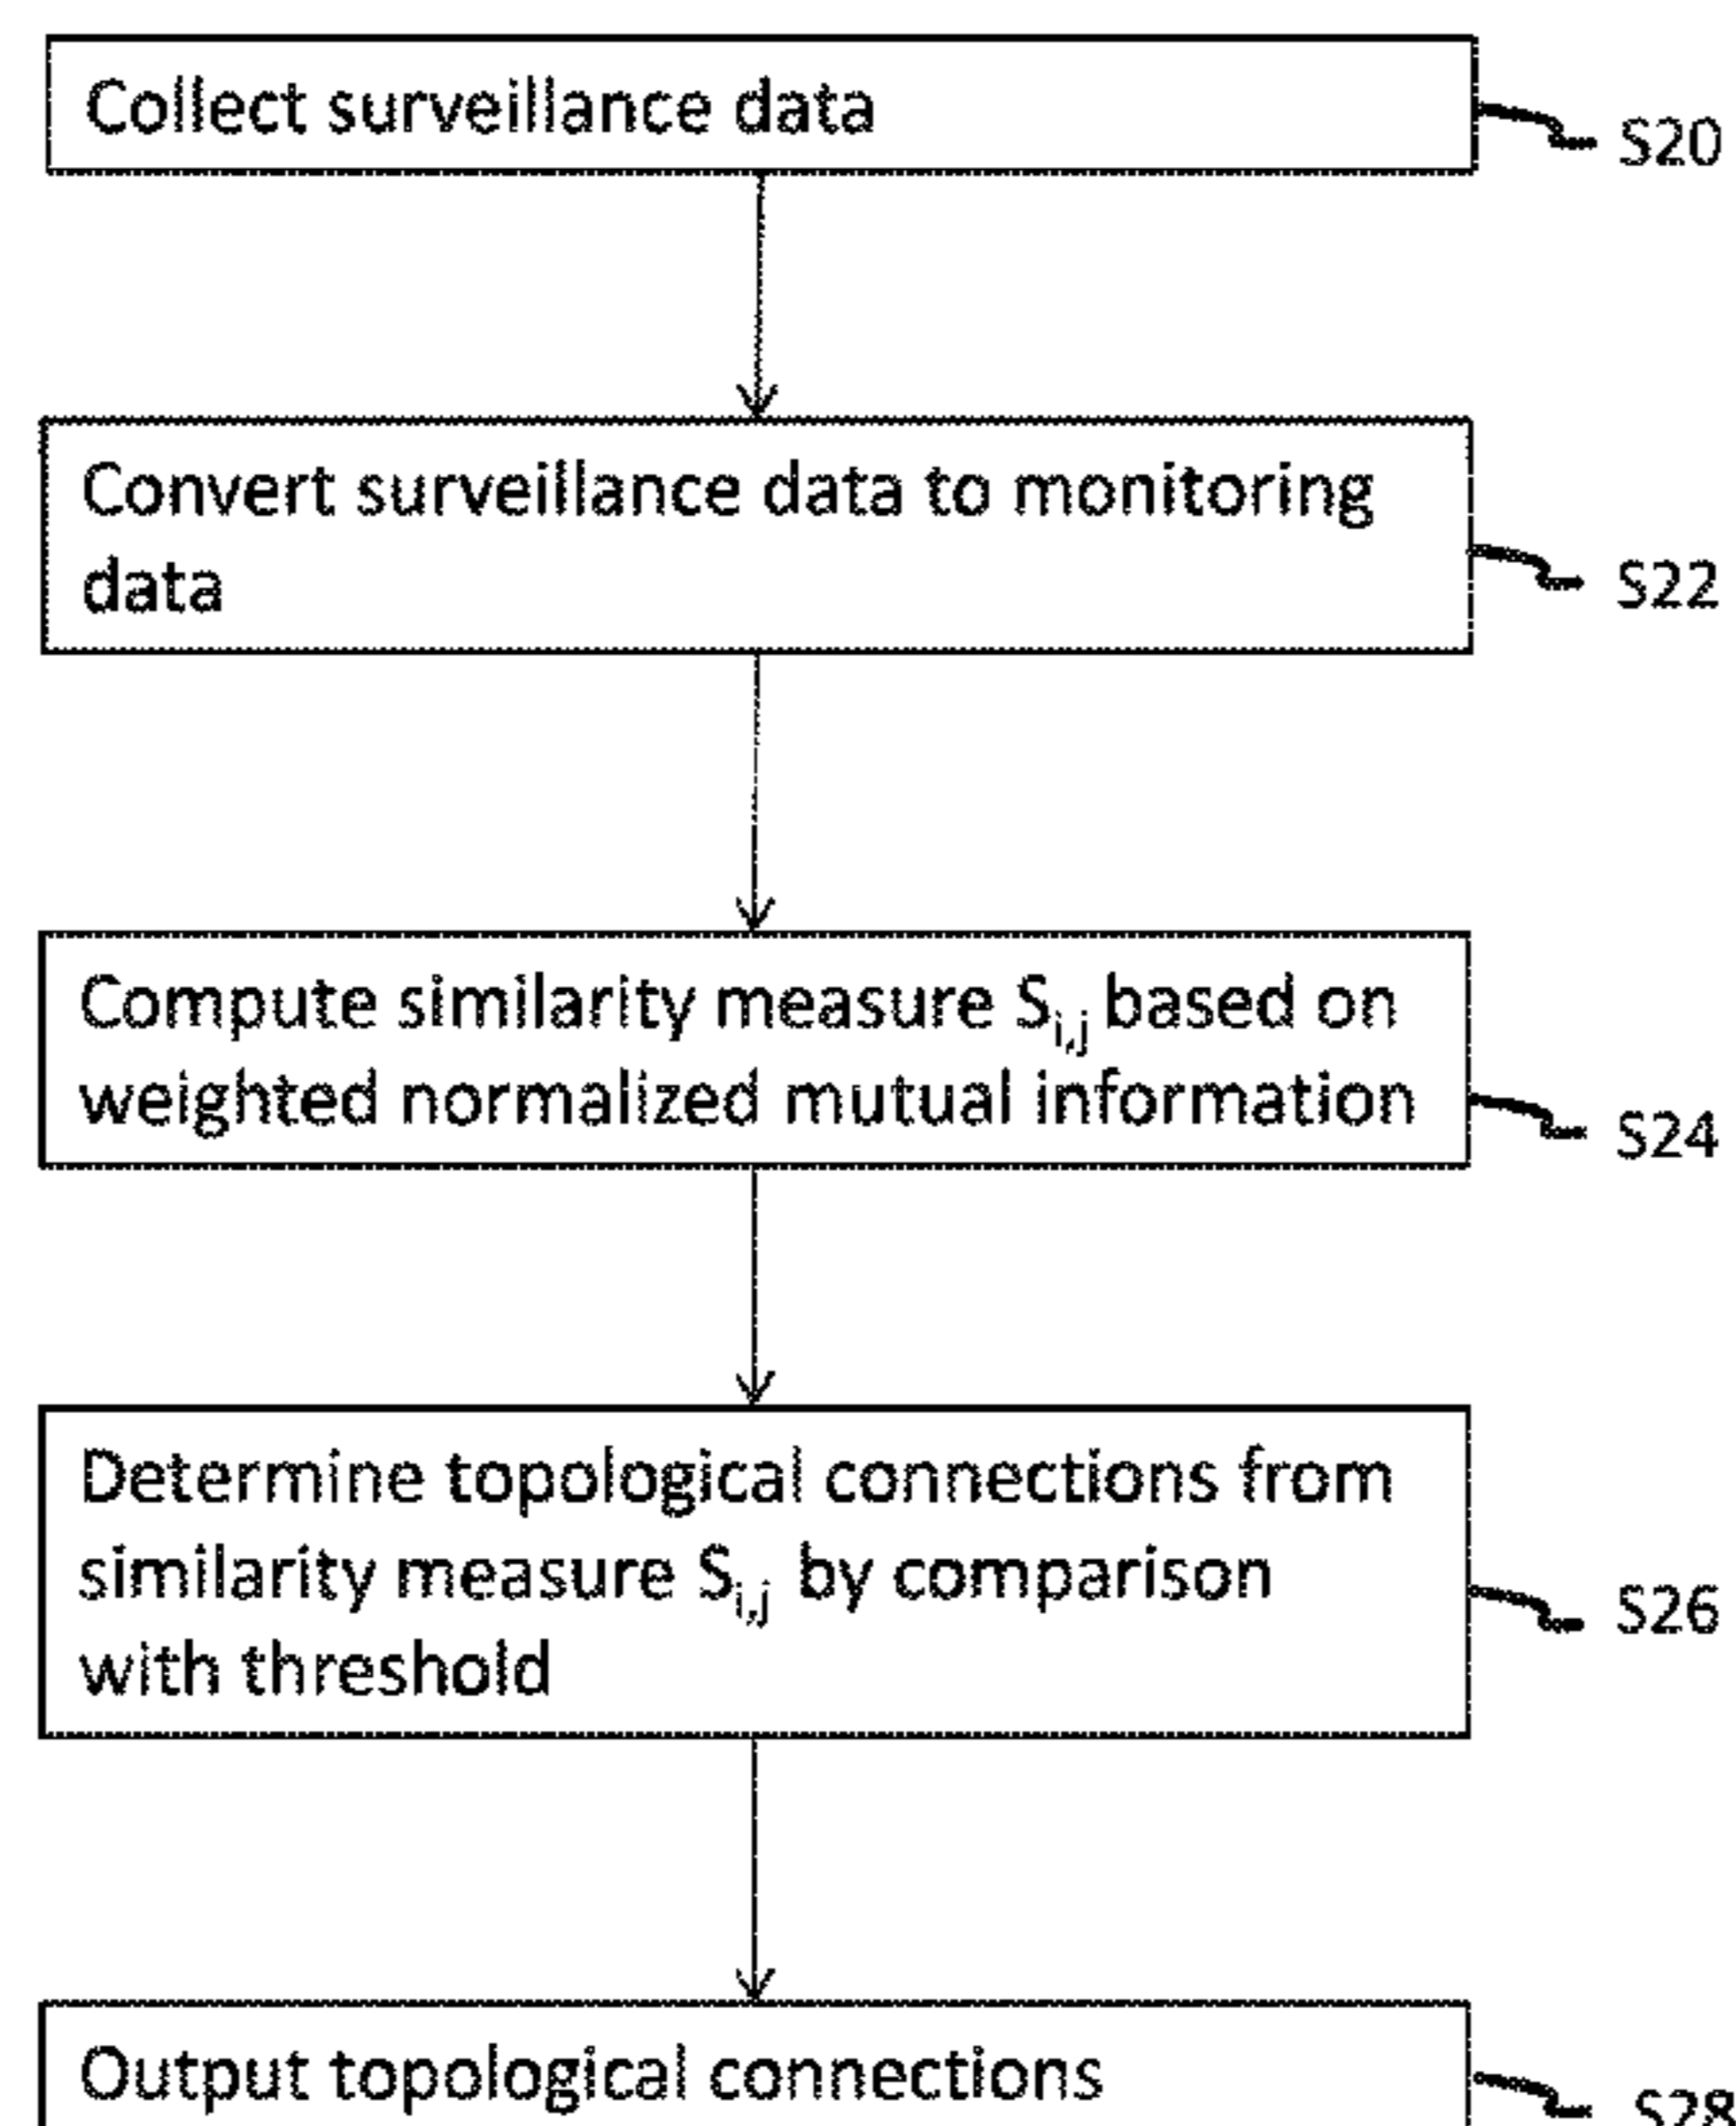 Collect surveillance data
S20
Convert surveillance data to monitoring
data
S22
Compute similarity measure Si,j based on
weighted normalized mutual information
S24
Determine topological connections from
similarity measure Si,j by comparison
with threshold
S26
Output topological connections
S28